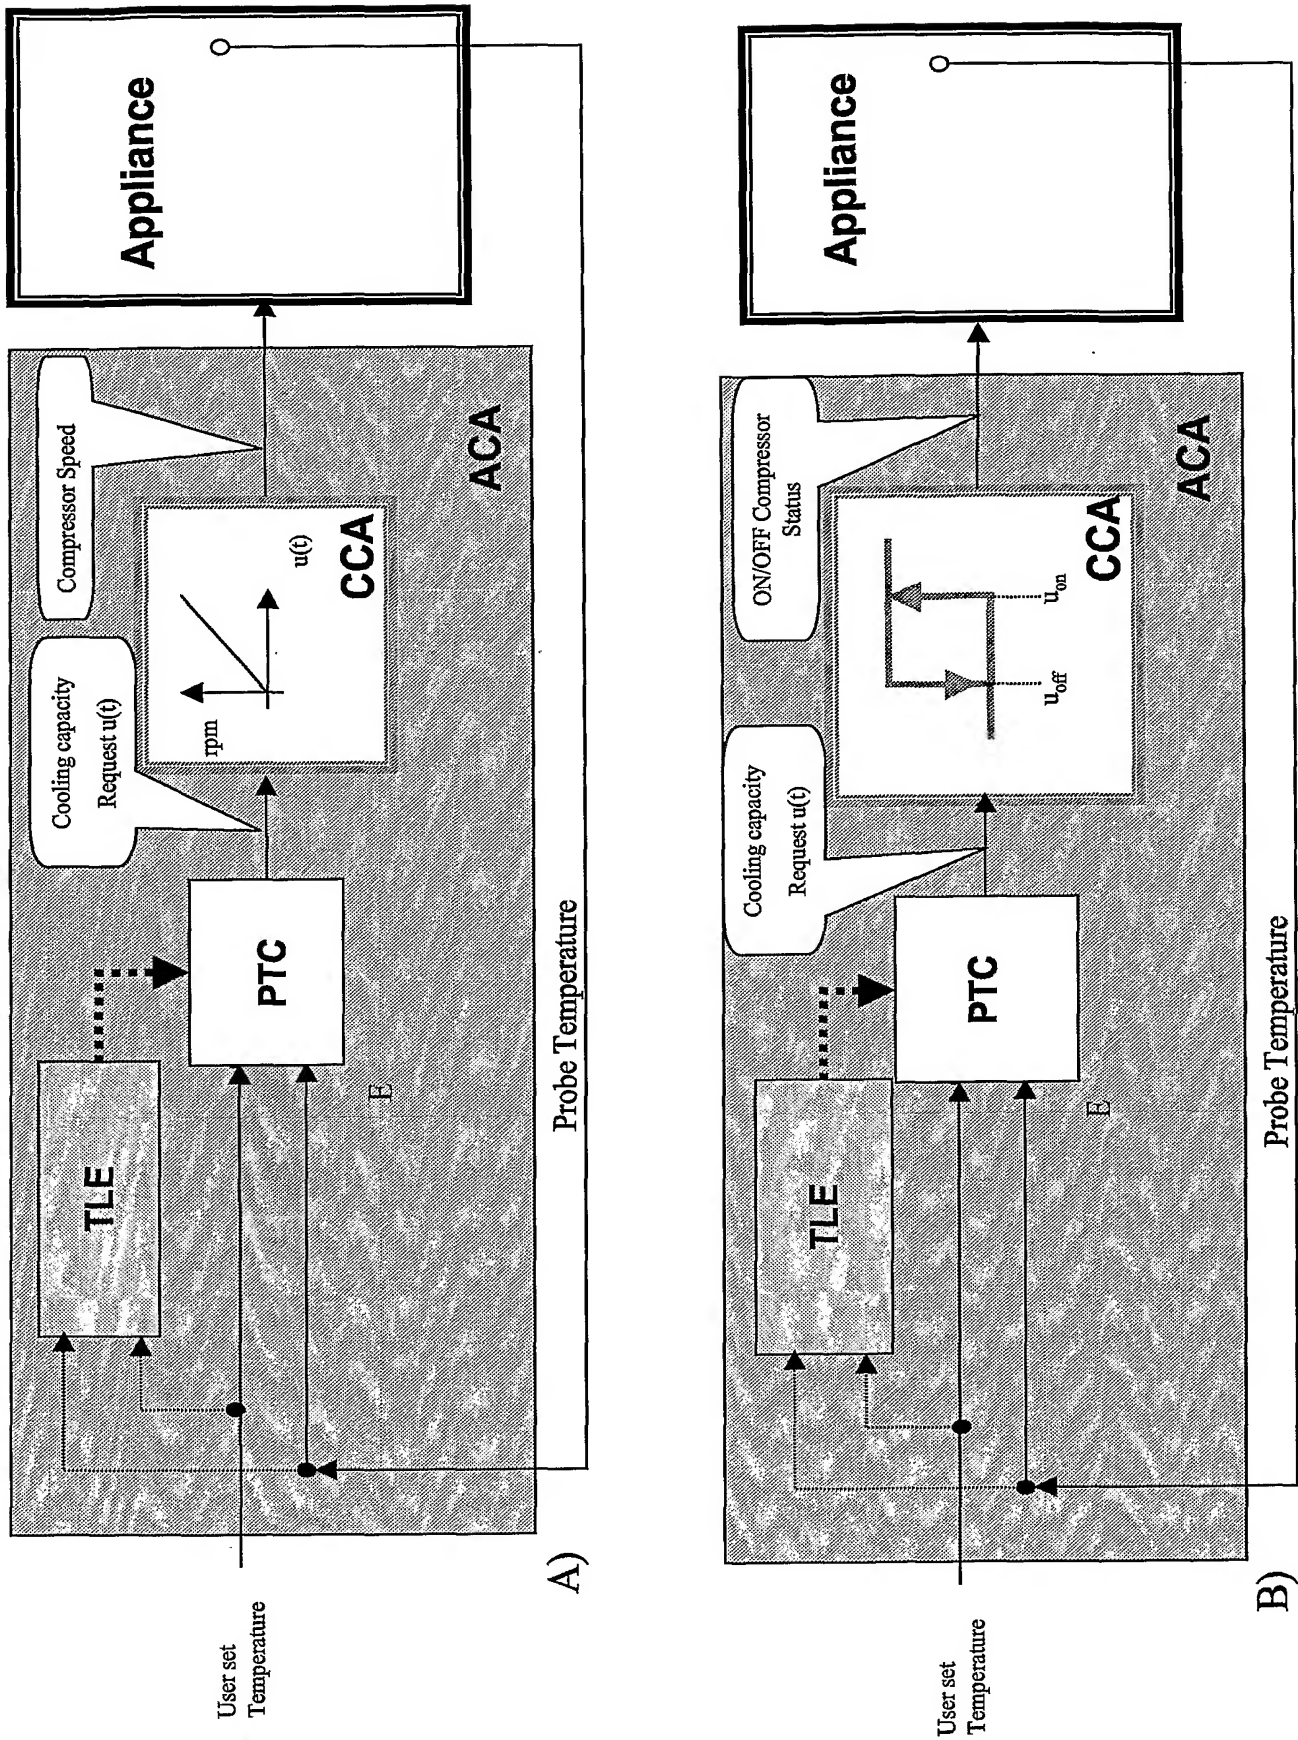 User set
Temperature
TLE
PTC
E
Cooling capacity
Request u(t)
rpm
u(t)
CCA
Compressor Speed
ACA
Appliance
Probe Temperature
A)
User set
Temperature
TLE
PTC
E
Cooling capacity
Request u(t)
u_off
u_on
CCA
ON/OFF Compressor
Status
ACA
Appliance
Probe Temperature
B)